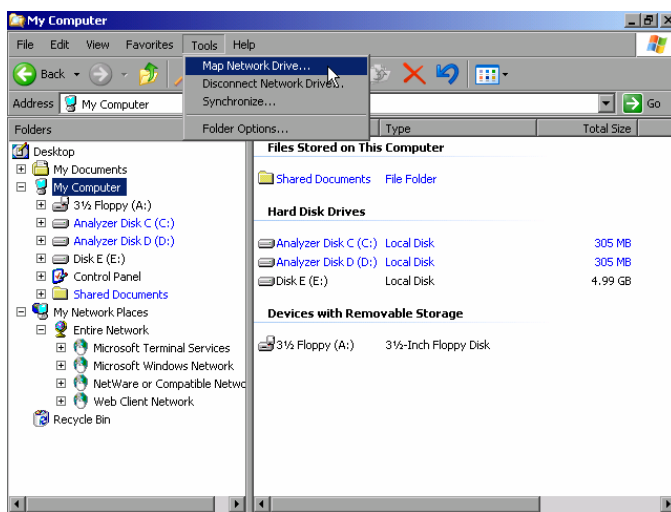 My Computer
File Edit View Favorites Tools Help
Back
Map Network Drive...
Disconnect Network Drive...
Synchronize...
Folder Options...
Address My Computer Go
Folders Type Total Size
Desktop
My Documents
My Computer
3½ Floppy (A:)
Analyzer Disk C (C:)
Analyzer Disk D (D:)
Disk E (E:)
Control Panel
Shared Documents
My Network Places
Entire Network
Microsoft Terminal Services
Microsoft Windows Network
NetWare or Compatible Netwo
Web Client Network
Recycle Bin
Files Stored on This Computer
Shared Documents File Folder
Hard Disk Drives
Analyzer Disk C (C:) Local Disk 305 MB
Analyzer Disk D (D:) Local Disk 305 MB
Disk E (E:) Local Disk 4.99 GB
Devices with Removable Storage
3½ Floppy (A:) 3½-Inch Floppy Disk